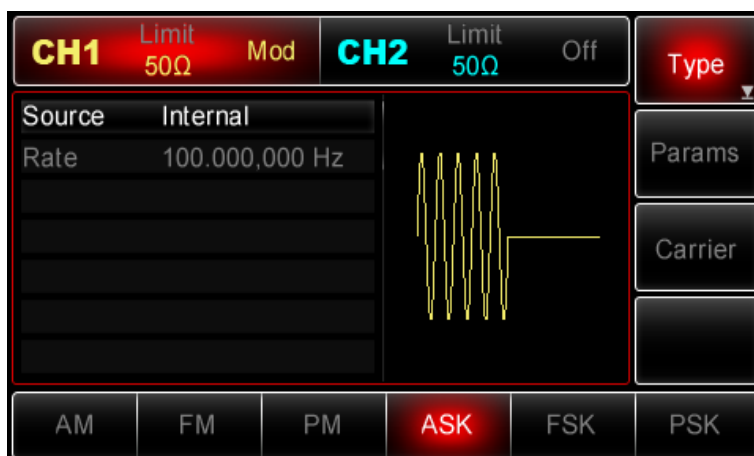 CH1 Limit 50Ω Mod CH2 Limit 50Ω Off Type
Source Internal
Rate 100.000,000 Hz
Params
Carrier
AM FM PM ASK FSK PSK